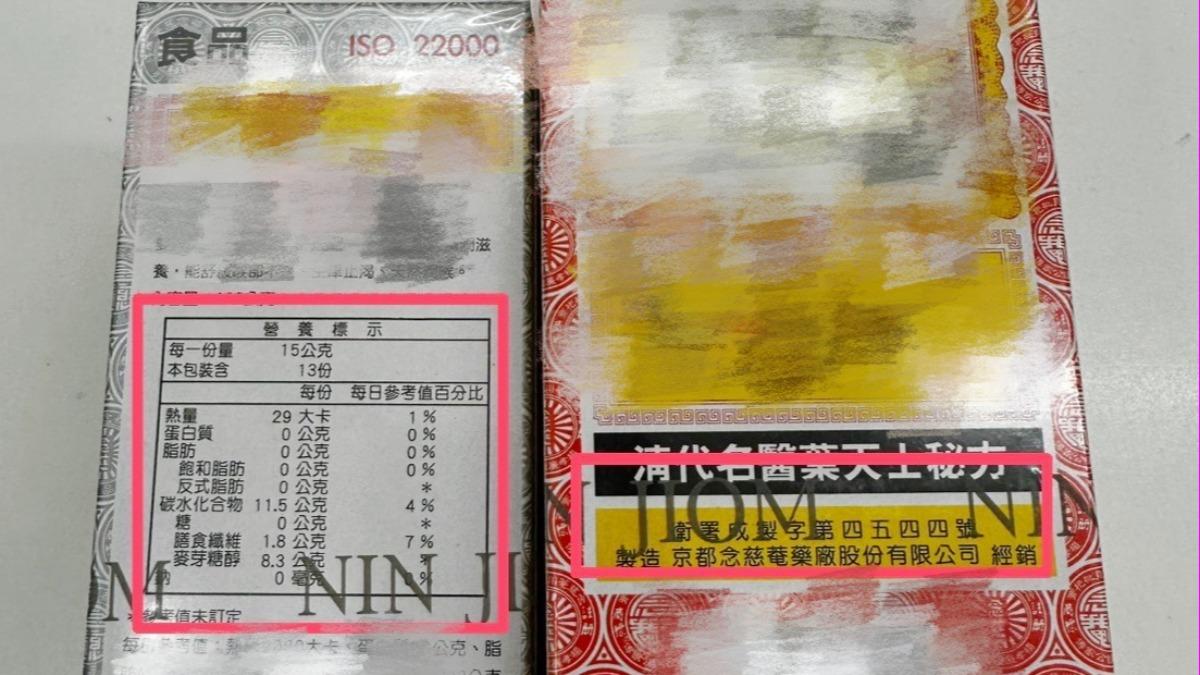 食品 ISO 22000
滋
養，
營養標示
每一份量 15公克
本包裝含 13份
每份 每日參考值百分比
熱量 29 大卡 1%
蛋白質 0 公克 0%
脂肪 0 公克 0%
飽和脂肪 0 公克 0%
反式脂肪 0 公克 *
碳水化合物 11.5 公克 4%
糖 0 公克 *
膳食纖維 1.8 公克 7%
麥芽糖醇 8.3 公克 *
鈉 0 毫克 0%
考值未訂定
公克、脂
清代名醫葉天士秘方
衛署成製字第四五四四號
製造 京都念慈菴藥廠股份有限公司 經銷
M NIN JI
JIOM NIN